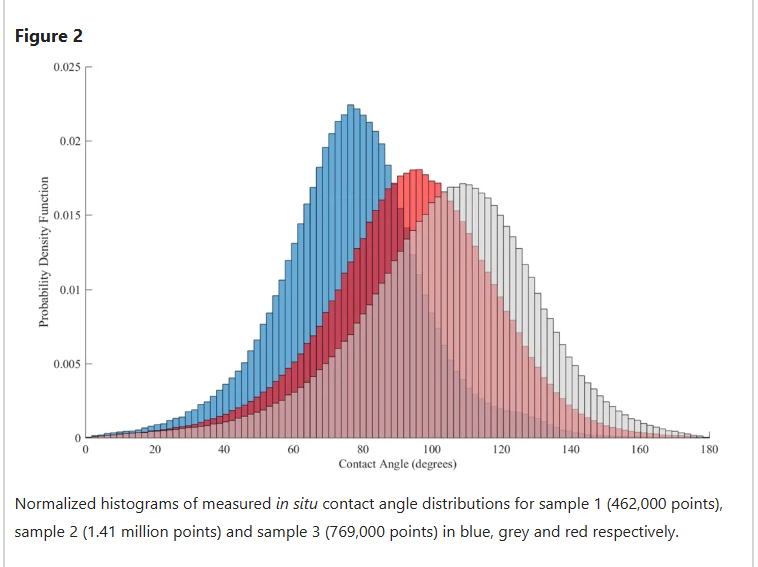 Figure 2
0.025
0.02
0.015
0.01
0.005
0
Probability Density Function
0 20 40 60 80 100 120 140 160 180
Contact Angle (degrees)
Normalized histograms of measured in situ contact angle distributions for sample 1 (462,000 points),
sample 2 (1.41 million points) and sample 3 (769,000 points) in blue, grey and red respectively.